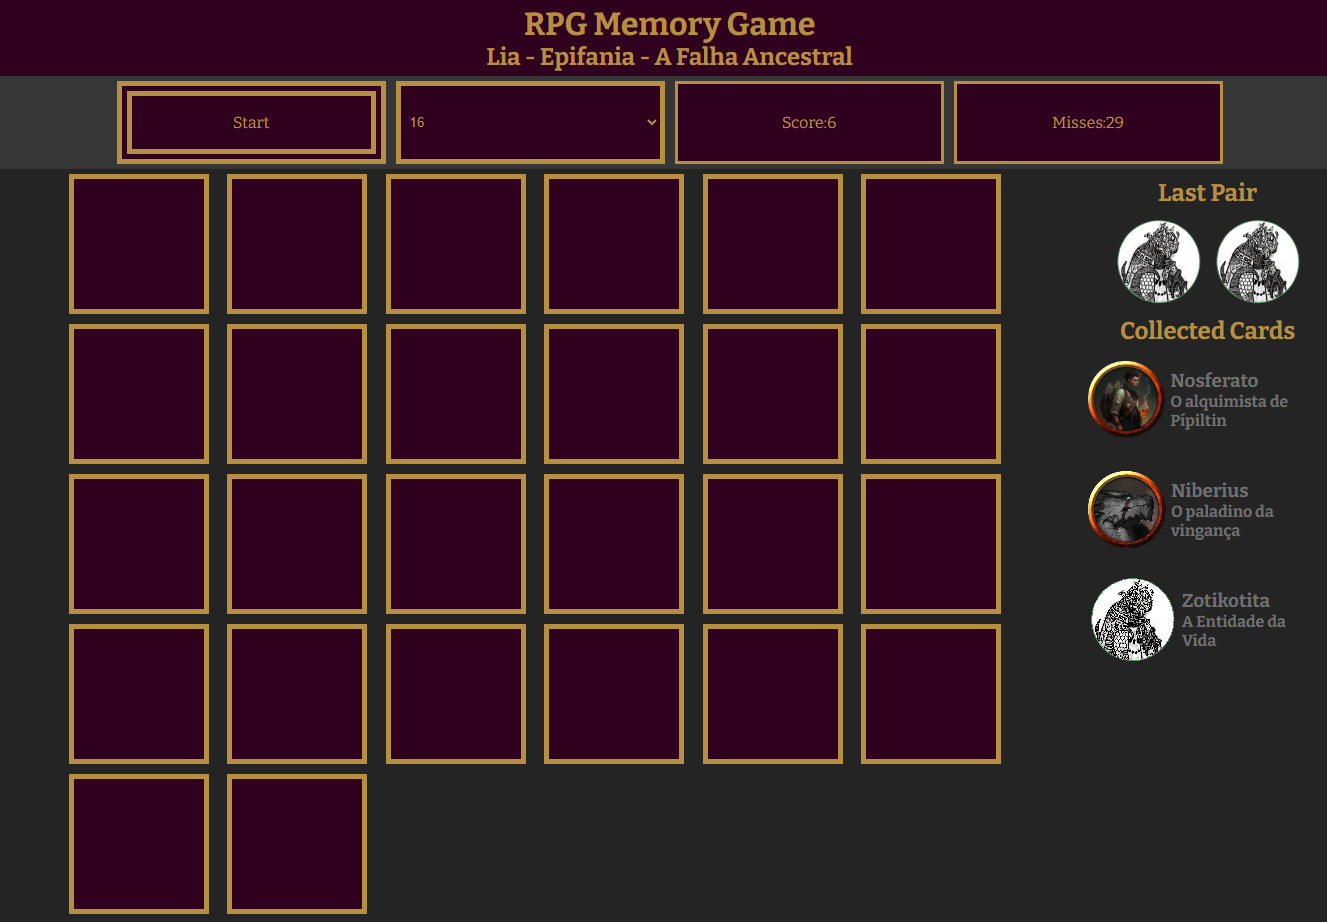 RPG Memory Game
Lia - Epifania - A Falha Ancestral
Start
16
Score:6
Misses:29
Last Pair
Collected Cards
Nosferato
O alquimista de
Pípiltin
Niberius
O paladino da
vingança
Zotikotita
A Entidade da
Vida